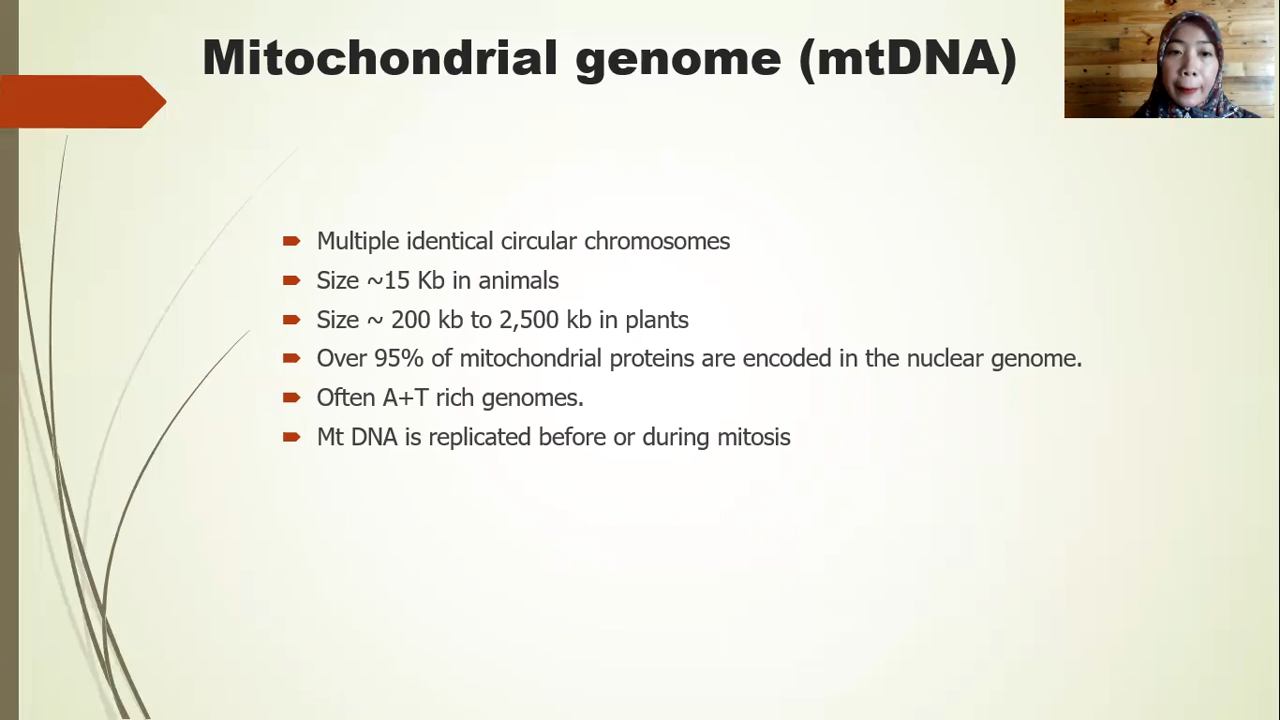 Mitochondrial genome (mtDNA)
Multiple identical circular chromosomes
Size ~15 Kb in animals
Size ~ 200 kb to 2,500 kb in plants
Over 95% of mitochondrial proteins are encoded in the nuclear genome.
Often A+T rich genomes.
Mt DNA is replicated before or during mitosis